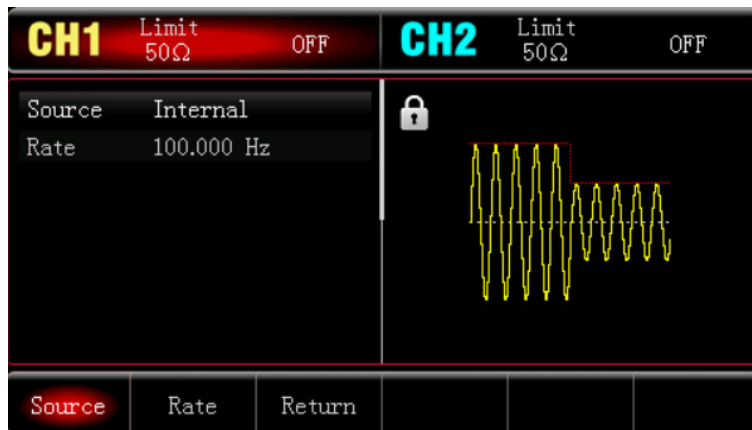 CH1 Limit 50Ω OFF
CH2 Limit 50Ω OFF
Source Internal
Rate 100.000 Hz
Source Rate Return